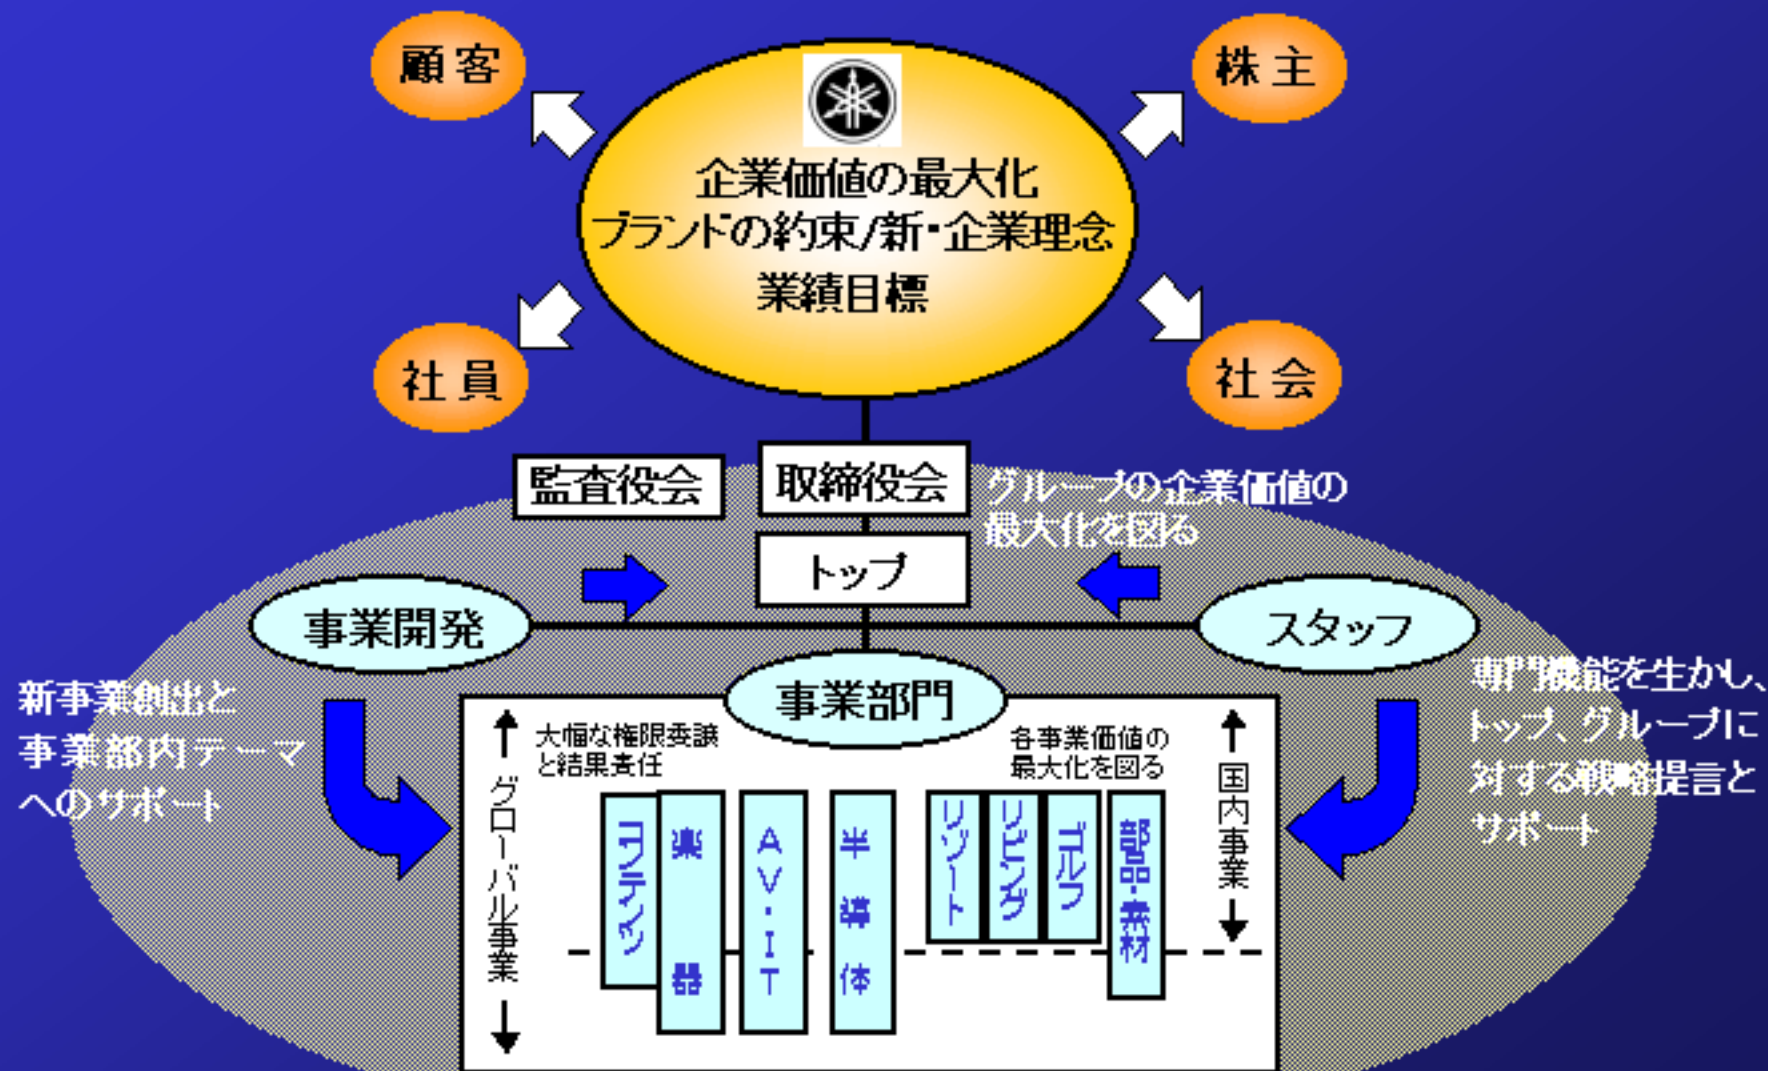 顧客
株主
企業価値の最大化
ブランドの約束/新・企業理念
業績目標
社員
社会
監査役会
取締役会
グループの企業価値の
最大化を図る
トップ
事業開発
スタッフ
新事業創出と
事業部内テーマ
へのサポート
事業部門
専門機能を生かし、
トップ、グループに
対する戦略提言と
サポート
大幅な権限委譲
と結果責任
各事業価値の
最大化を図る
グローバル事業
コンテンツ
楽器
AV・IT
半導体
リゾート
リビング
ゴルフ
部品・素材
国内事業